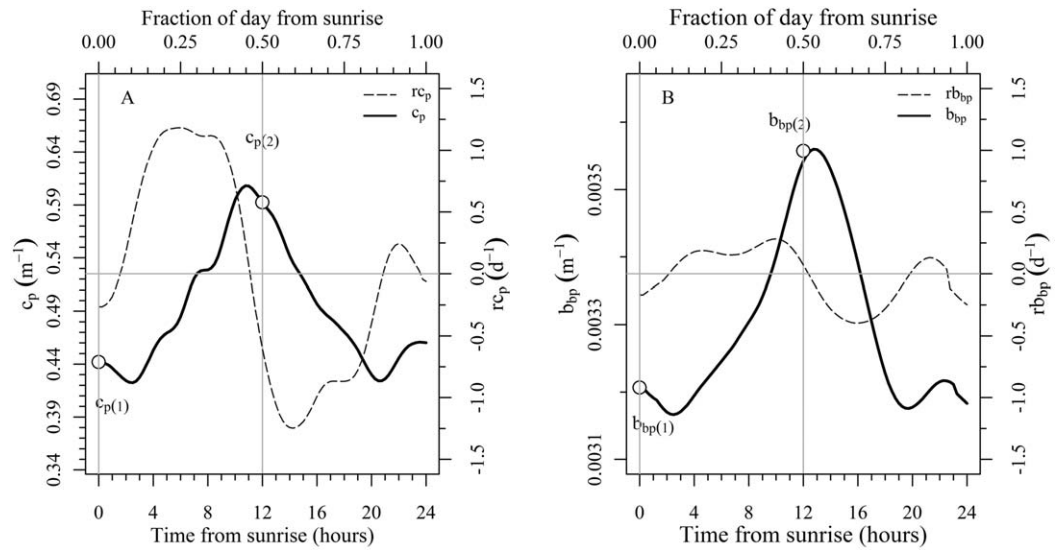 Fraction of day from sunrise
0.00 0.25 0.50 0.75 1.00
A
rcₚ
cₚ
cₚ₍₂₎
cₚ₍₁₎
0.69
0.64
0.59
0.54
0.49
0.44
0.39
0.34
cₚ (m⁻¹)
1.5
1.0
0.5
0.0
-0.5
-1.0
-1.5
rcₚ (d⁻¹)
0 4 8 12 16 20 24
Time from sunrise (hours)
Fraction of day from sunrise
0.00 0.25 0.50 0.75 1.00
B
rb_bp
b_bp
b_bp(2)
b_bp(1)
0.0035
0.0033
0.0031
b_bp (m⁻¹)
1.5
1.0
0.5
0.0
-0.5
-1.0
-1.5
rb_bp (d⁻¹)
0 4 8 12 16 20 24
Time from sunrise (hours)